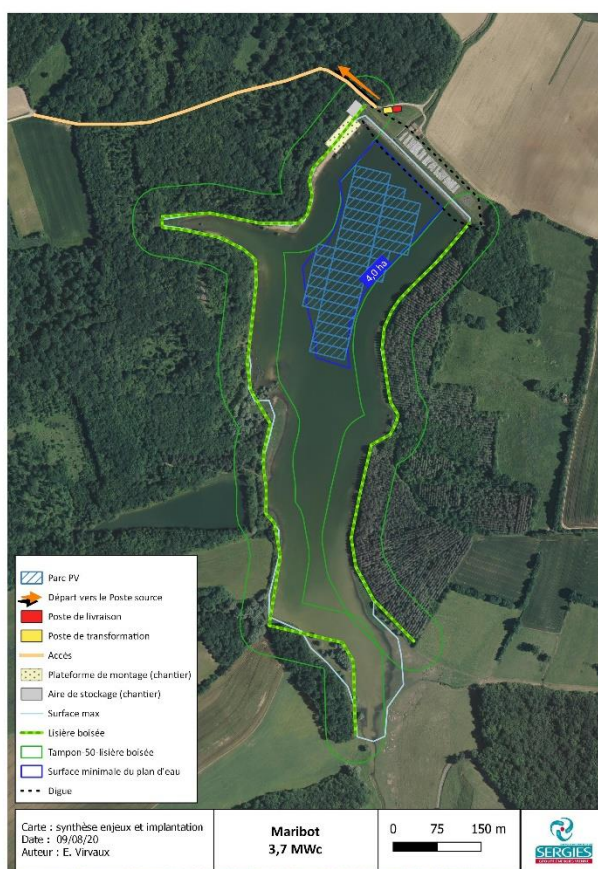 4,0 ha
Parc PV
Départ vers le Poste source
Poste de livraison
Poste de transformation
Accès
Plateforme de montage (chantier)
Aire de stockage (chantier)
Surface max
Lisière boisée
Tampon-50-lisière boisée
Surface minimale du plan d'eau
Digue
Carte : synthèse enjeux et implantation
Date : 09/08/20
Auteur : E. Virvaux
Maribot
3,7 MWc
0 75 150 m
SERGIES